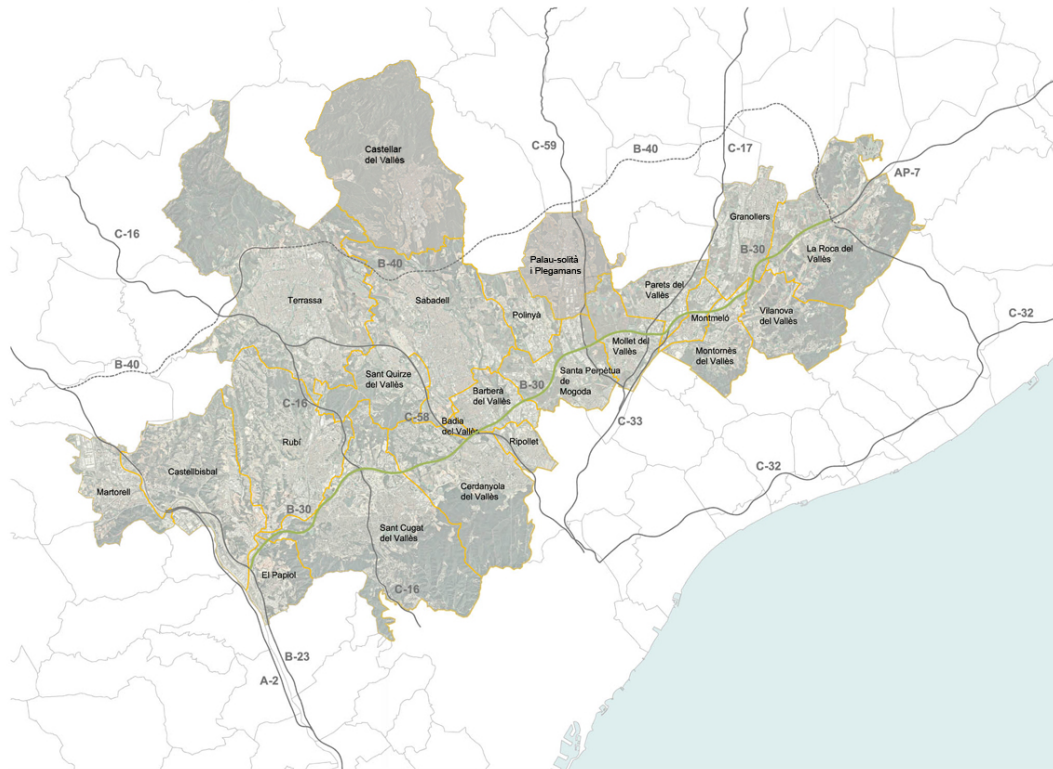 C-59
B-40
C-17
AP-7
Castellar
del Vallès
Granollers
C-16
B-30
La Roca del
Vallès
B-40
Palau-solità
i Plegamans
Parets del
Vallès
Terrassa
Sabadell
Polinyà
Montmeló
Vilanova
del Vallès
C-32
Mollet del
Vallès
Montornès
del Vallès
B-40
Sant Quirze
del Vallès
Santa Perpètua
de
Mogoda
B-30
Barberà
del Vallès
C-16
C-58
C-33
Badia
del Vallès
Rubí
Ripollet
Castellbisbal
C-32
Martorell
Cerdanyola
del Vallès
B-30
Sant Cugat
del Vallès
El Papiol
C-16
B-23
A-2